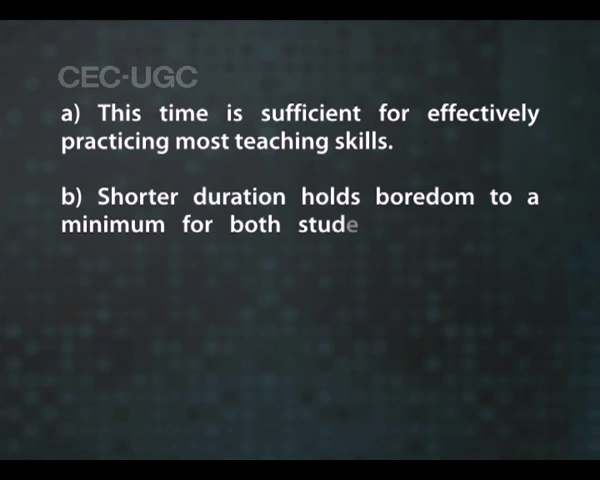 CEC-UGC
a) This time is sufficient for effectively
practicing most teaching skills.
b) Shorter duration holds boredom to a
minimum for both stude